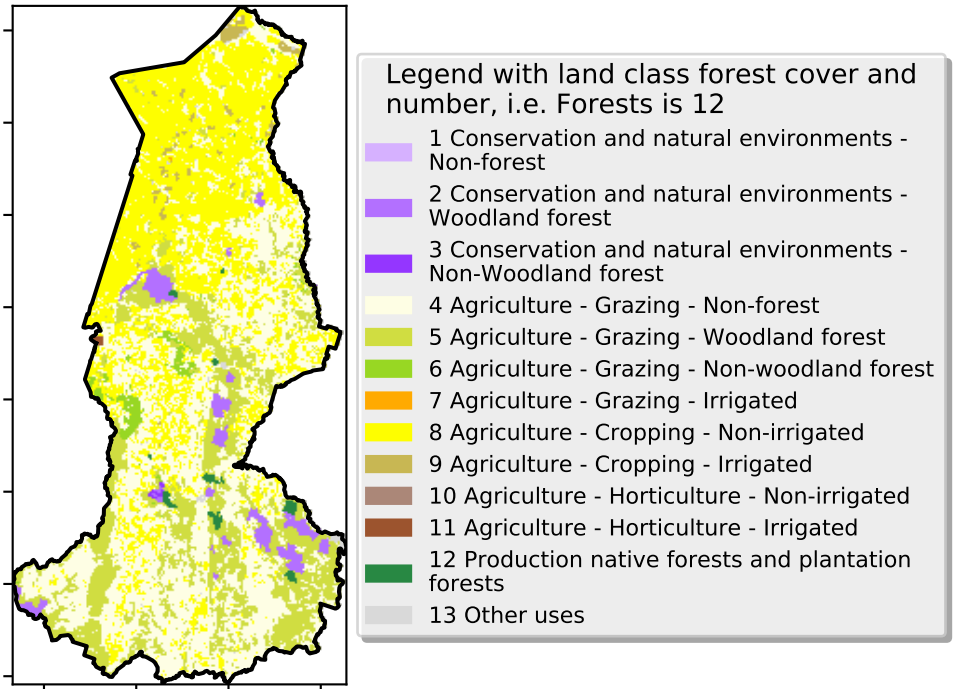 Legend with land class forest cover and
number, i.e. Forests is 12
1 Conservation and natural environments -
Non-forest
2 Conservation and natural environments -
Woodland forest
3 Conservation and natural environments -
Non-Woodland forest
4 Agriculture - Grazing - Non-forest
5 Agriculture - Grazing - Woodland forest
6 Agriculture - Grazing - Non-woodland forest
7 Agriculture - Grazing - Irrigated
8 Agriculture - Cropping - Non-irrigated
9 Agriculture - Cropping - Irrigated
10 Agriculture - Horticulture - Non-irrigated
11 Agriculture - Horticulture - Irrigated
12 Production native forests and plantation
forests
13 Other uses